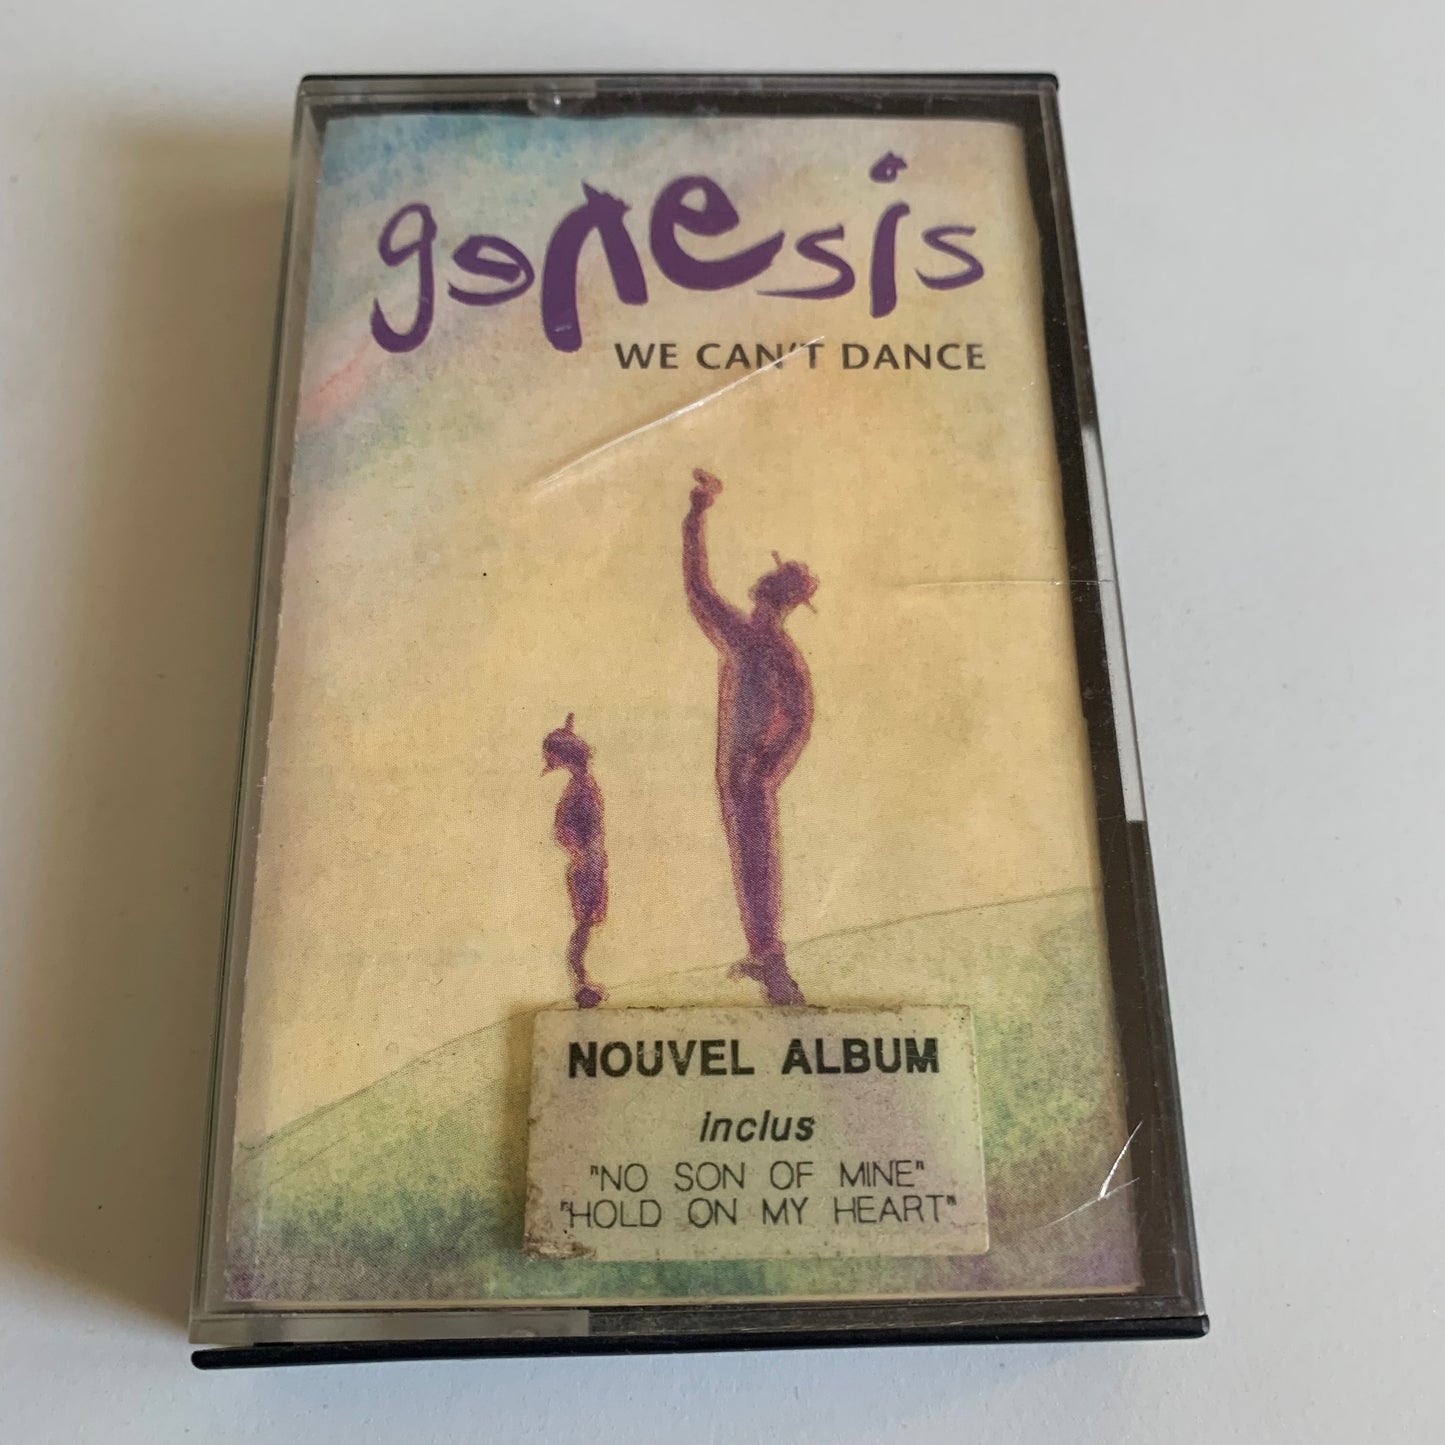 genesis
WE CAN'T DANCE
NOUVEL ALBUM
inclus
"NO SON OF MINE"
"HOLD ON MY HEART"